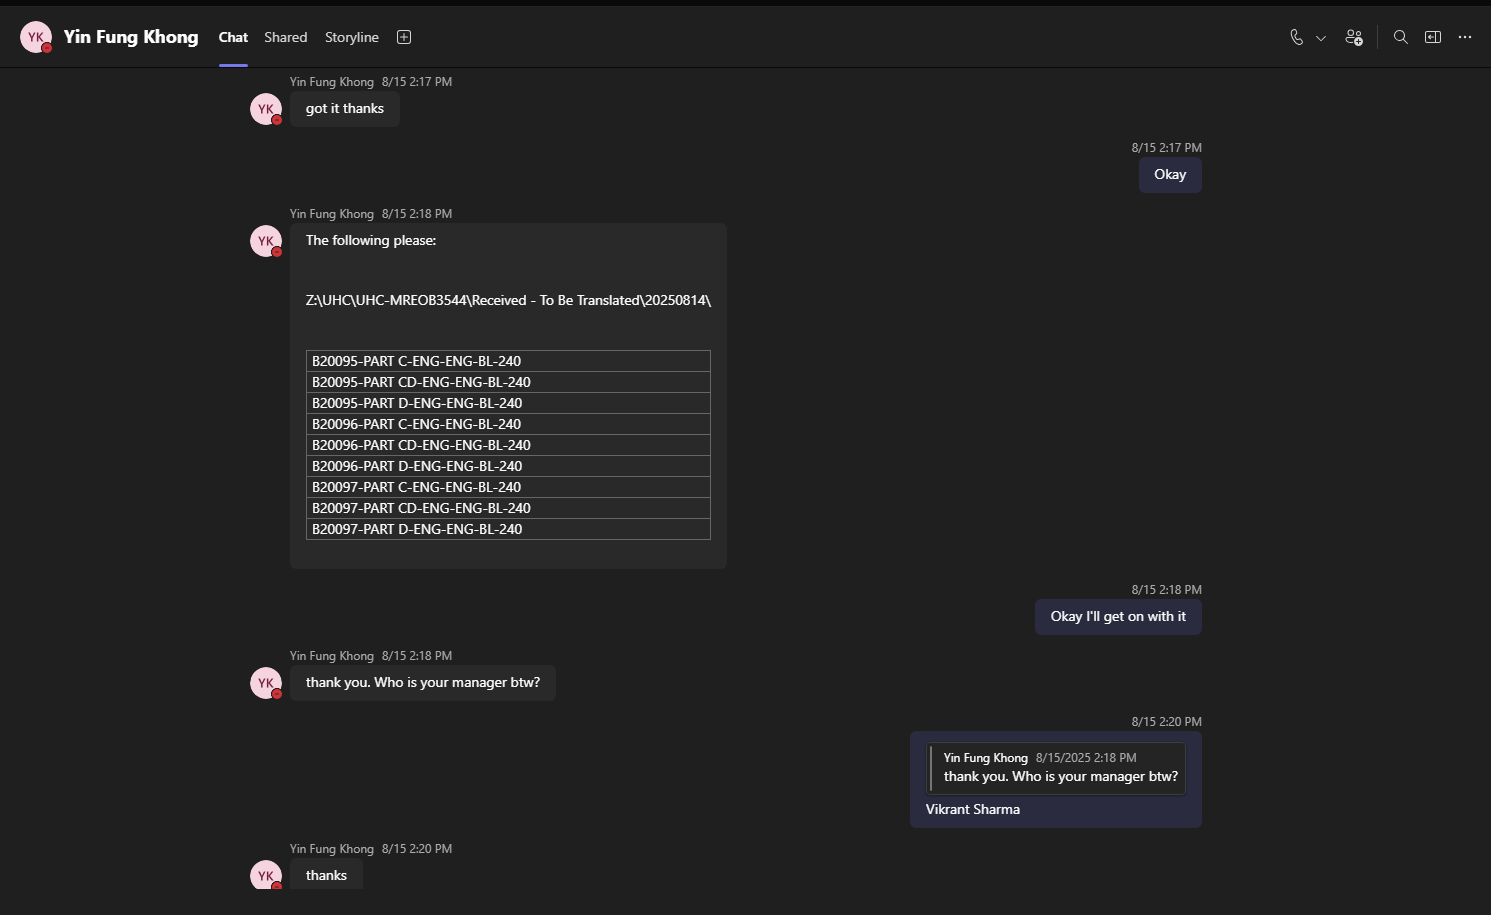 YK Yin Fung Khong Chat Shared Storyline
Yin Fung Khong 8/15 2:17 PM
YK
got it thanks
8/15 2:17 PM
Okay
Yin Fung Khong 8/15 2:18 PM
YK
The following please:
Z:\UHC\UHC-MREOB3544\Received - To Be Translated\20250814\
B20095-PART C-ENG-ENG-BL-240
B20095-PART CD-ENG-ENG-BL-240
B20095-PART D-ENG-ENG-BL-240
B20096-PART C-ENG-ENG-BL-240
B20096-PART CD-ENG-ENG-BL-240
B20096-PART D-ENG-ENG-BL-240
B20097-PART C-ENG-ENG-BL-240
B20097-PART CD-ENG-ENG-BL-240
B20097-PART D-ENG-ENG-BL-240
8/15 2:18 PM
Okay I'll get on with it
Yin Fung Khong 8/15 2:18 PM
YK
thank you. Who is your manager btw?
8/15 2:20 PM
Yin Fung Khong 8/15/2025 2:18 PM
thank you. Who is your manager btw?
Vikrant Sharma
Yin Fung Khong 8/15 2:20 PM
YK
thanks